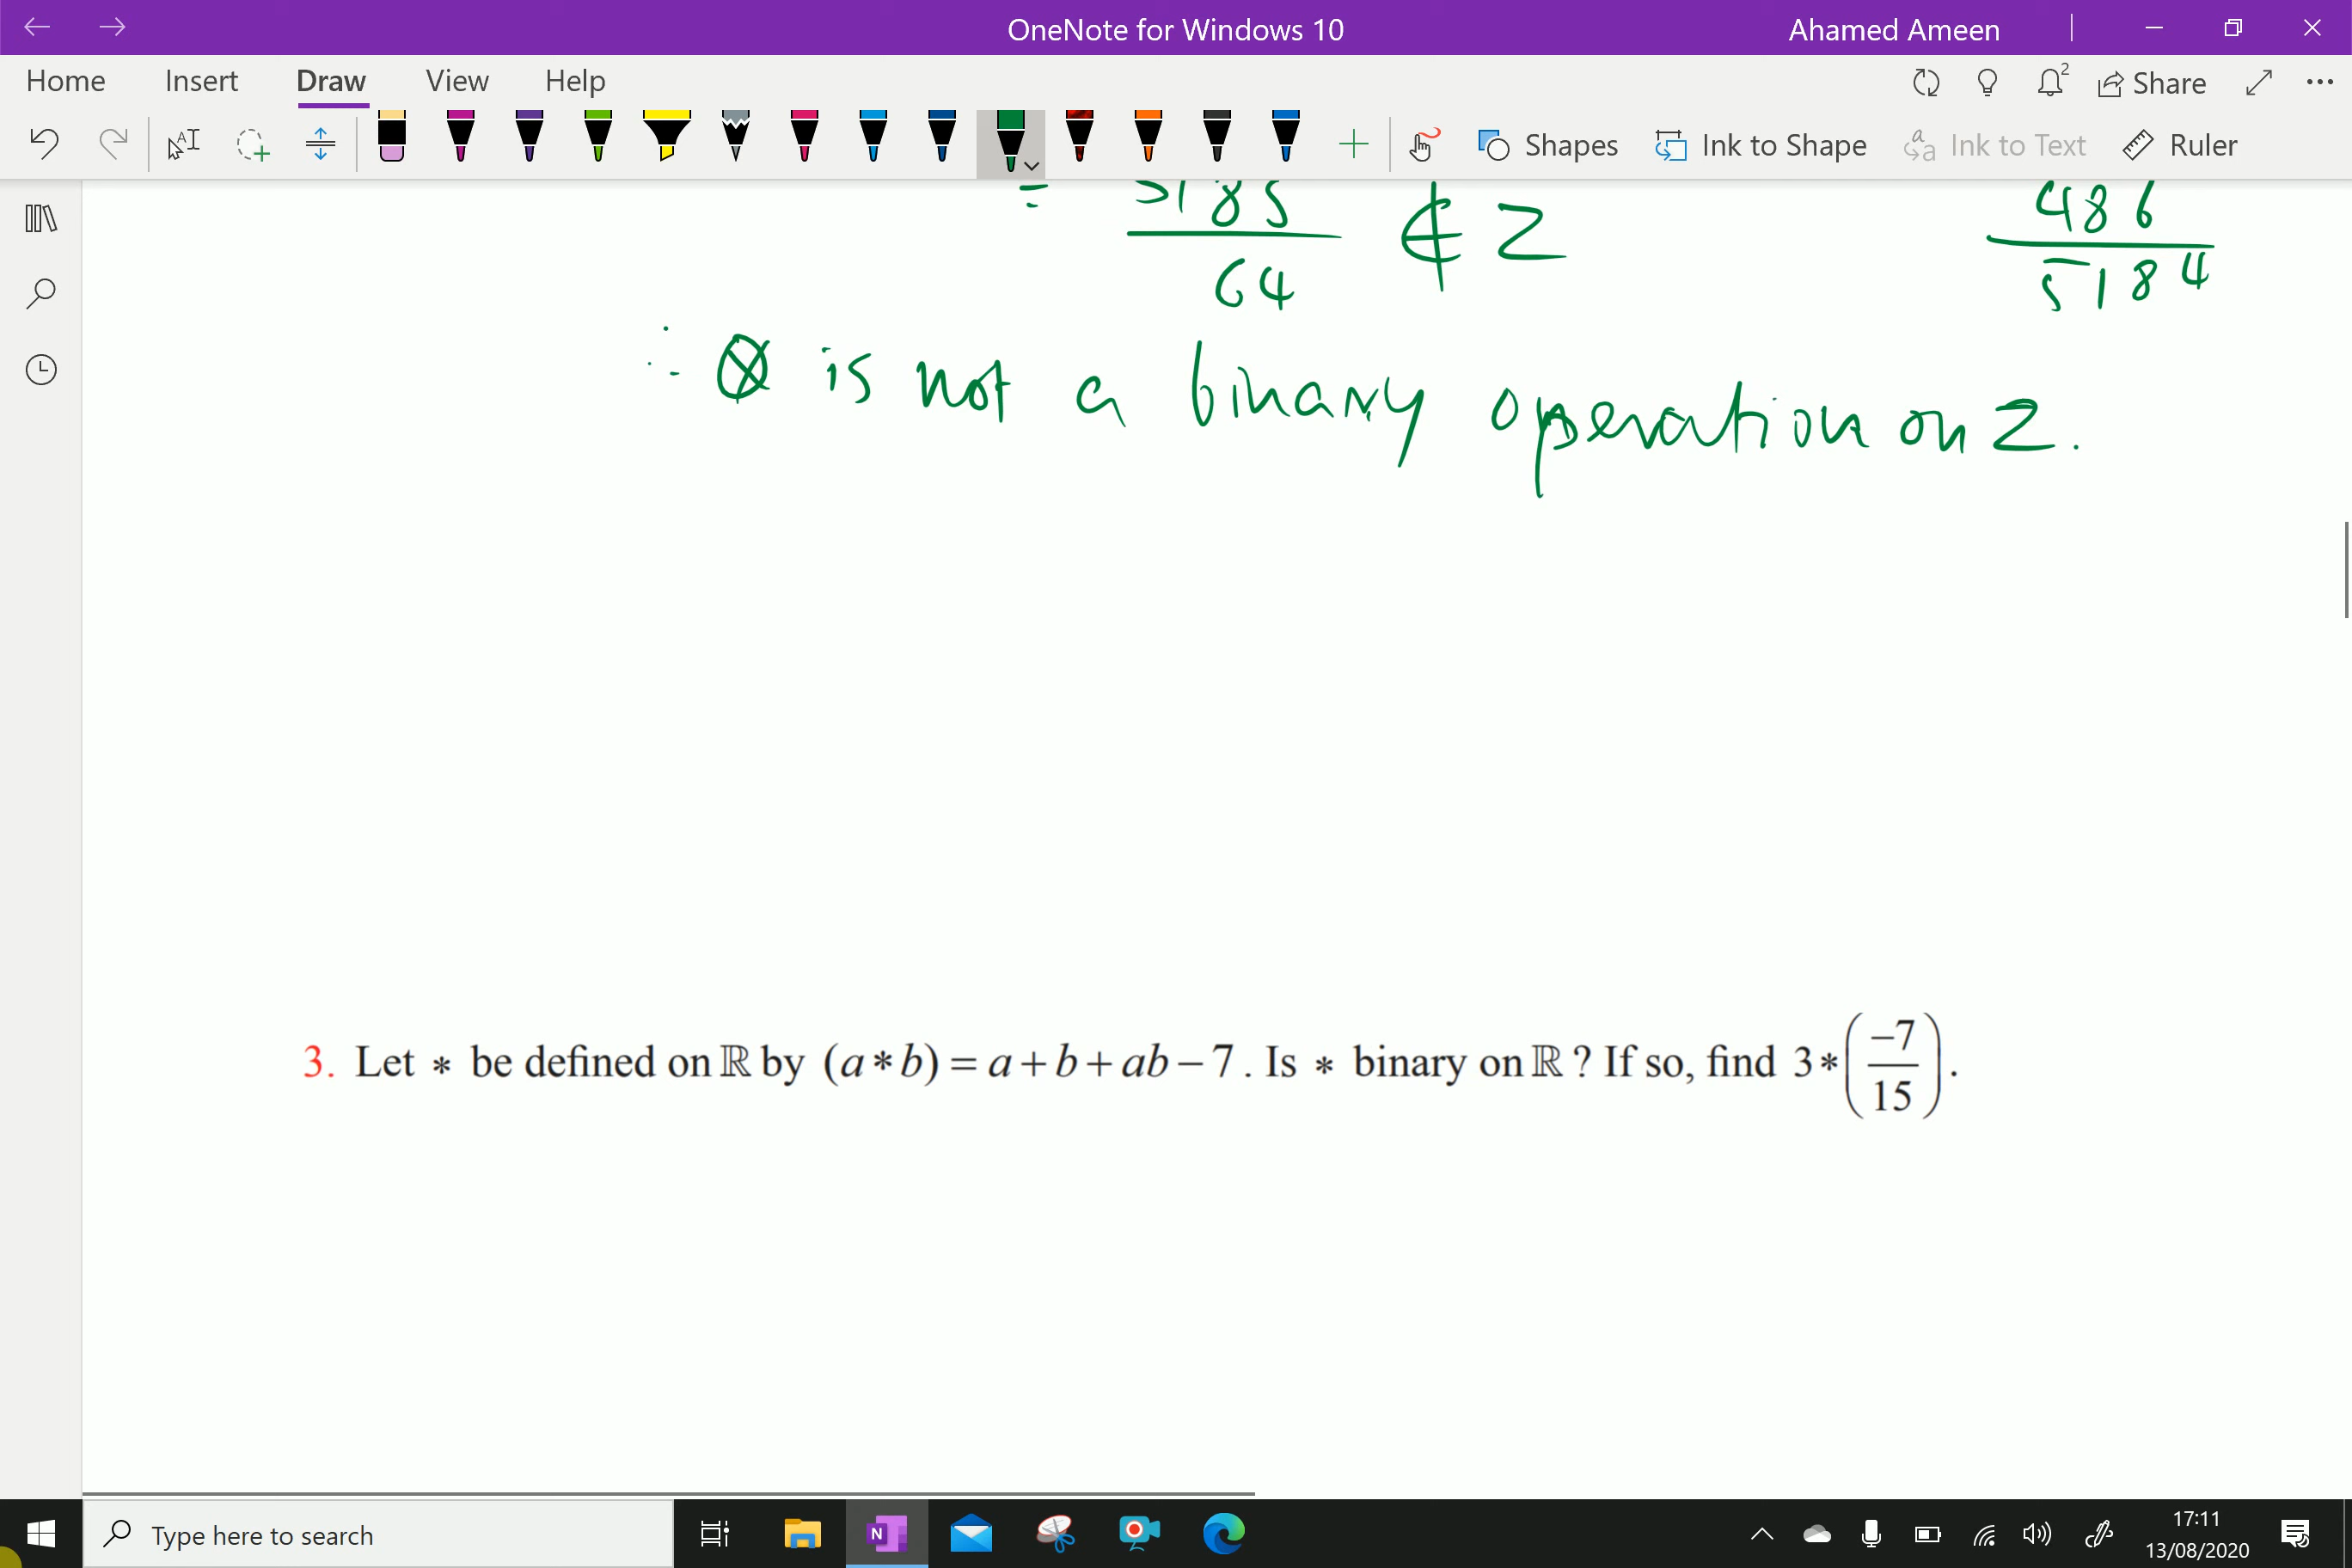 OneNote for Windows 10
Ahamed Ameen
Home Insert Draw View Help
Share
Shapes Ink to Shape Ink to Text Ruler
= 5185/64 ∉ Z
486
5184
∴ ⊗ is not a binary operation on Z.
3. Let * be defined on ℝ by (a * b) = a + b + ab − 7. Is * binary on ℝ? If so, find 3 * (−7/15).
Type here to search
17:11
13/08/2020